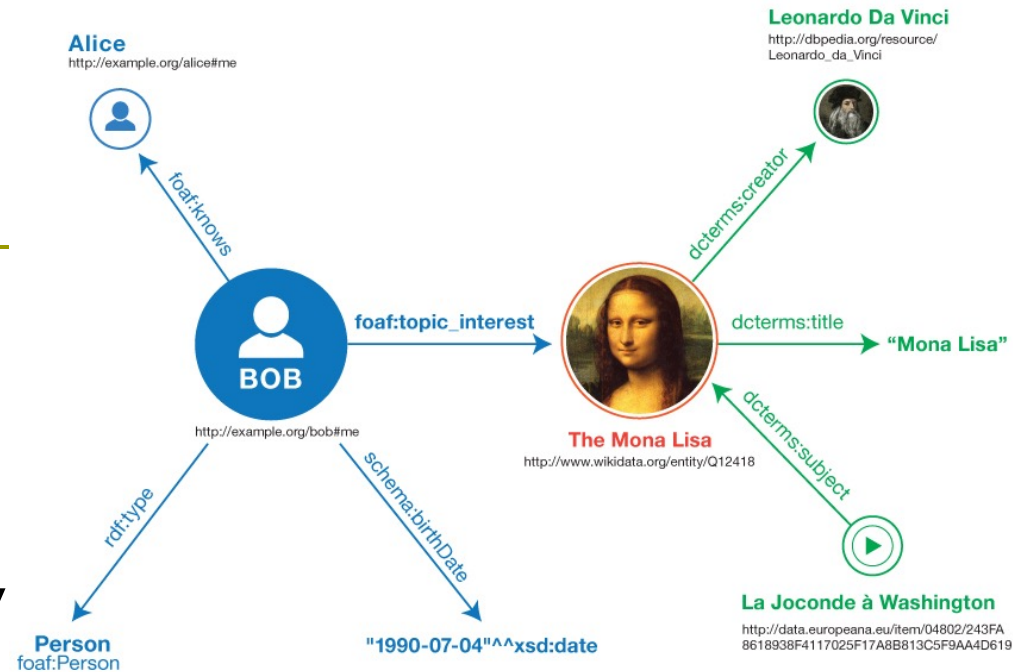 Leonardo Da Vinci
http://dbpedia.org/resource/
Leonardo_da_Vinci
Alice
http://example.org/alice#me
foaf:knows
dcterms:creator
foaf:topic_interest
dcterms:title
BOB
"Mona Lisa"
http://example.org/bob#me
The Mona Lisa
http://www.wikidata.org/entity/Q12418
dcterms:subject
rdf:type
schema:birthDate
La Joconde à Washington
http://data.europeana.eu/item/04802/243FA
8618938F4117025F17A8B813C5F9AA4D619
Person
foaf:Person
"1990-07-04"^^xsd:date